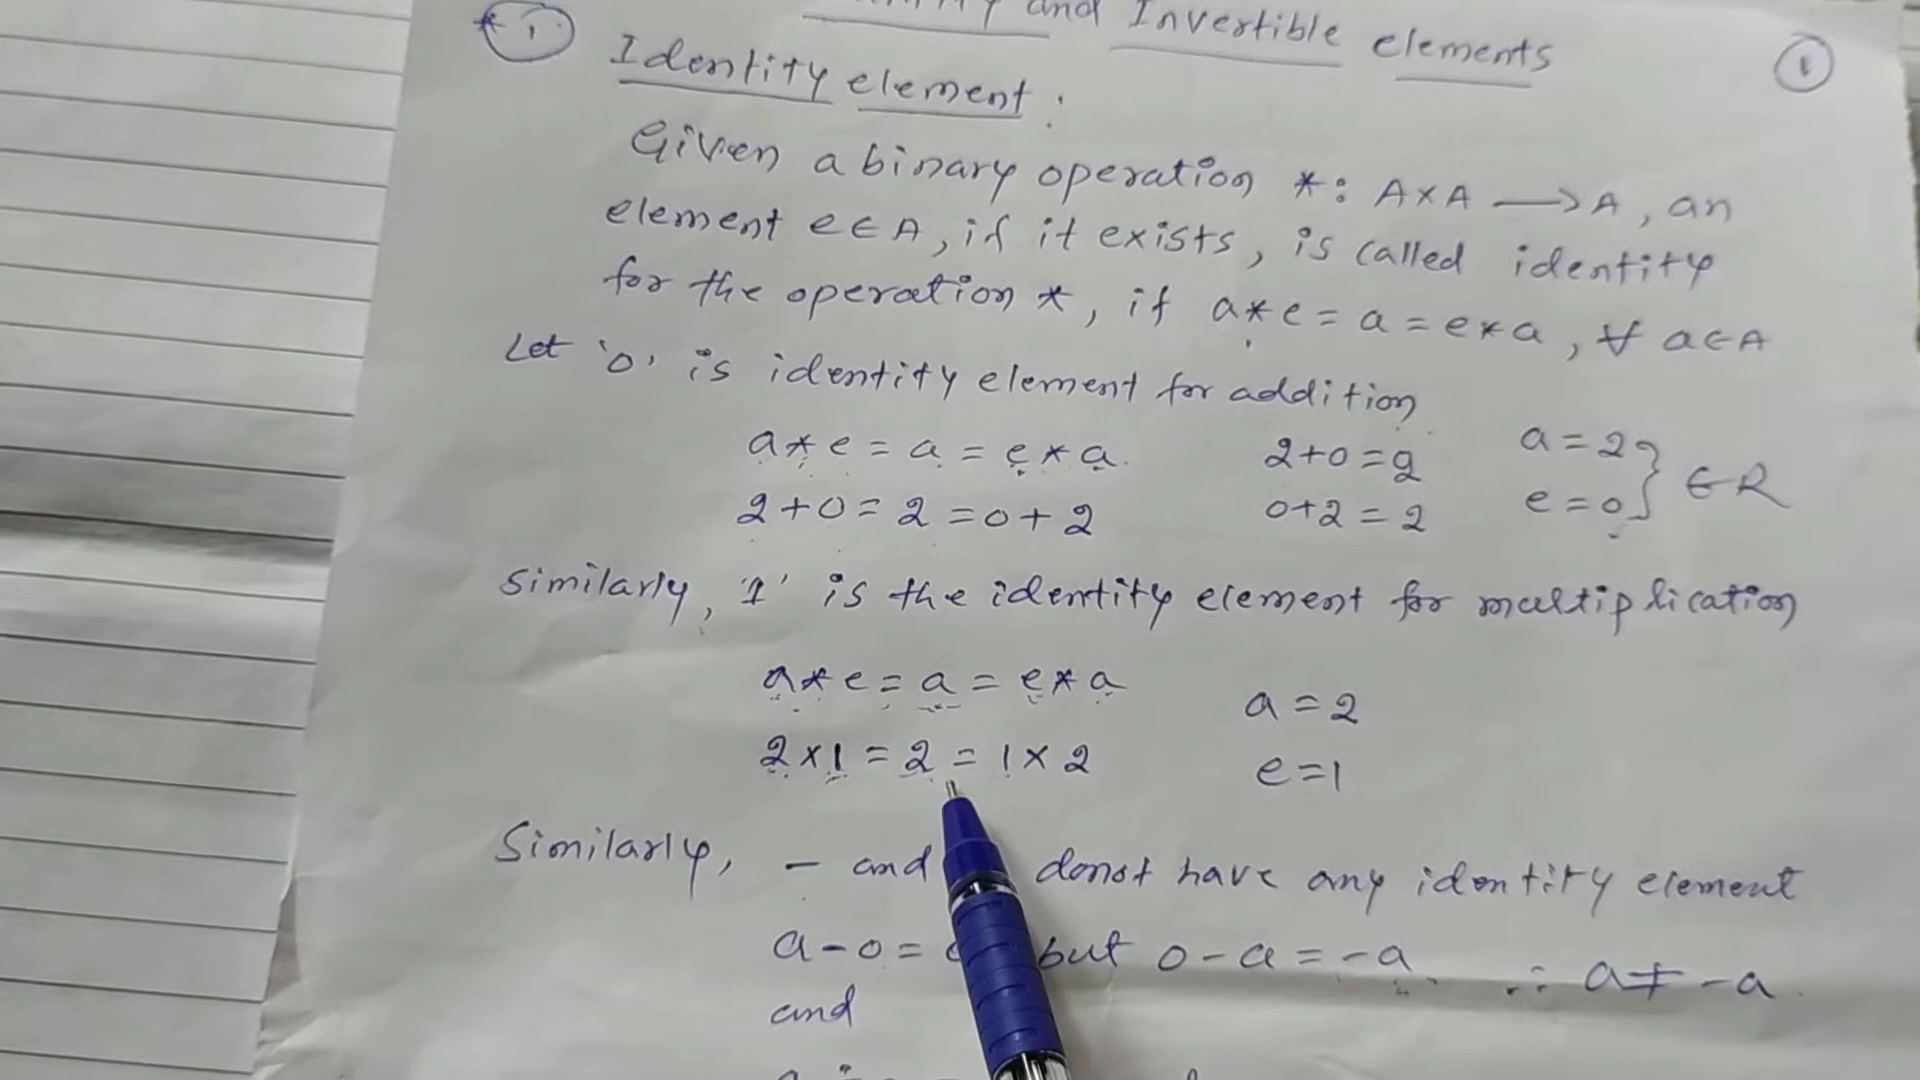 and Invertible elements
* 1 Identity element :
1
Given a binary operation * : A×A ⟶ A, an
element e∈A, if it exists, is called identity
for the operation *, if a*e = a = e*a, ∀ a∈A
Let '0' is identity element for addition
a*e = a = e*a. 2+0=2 a=2 } ∈R
2+0=2=0+2 0+2=2 e=0
Similarly, '1' is the identity element for multiplication
a*e = a = e*a a=2
2×1=2=1×2 e=1
Similarly, − and donot have any identity element
a−0= but 0−a=−a ∴ a≠−a
and